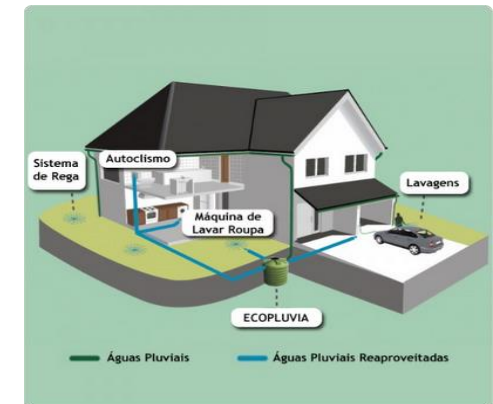 Sistema
de Rega
Autoclismo
Máquina de
Lavar Roupa
Lavagens
ECOPLUVIA
Águas Pluviais
Águas Pluviais Reaproveitadas